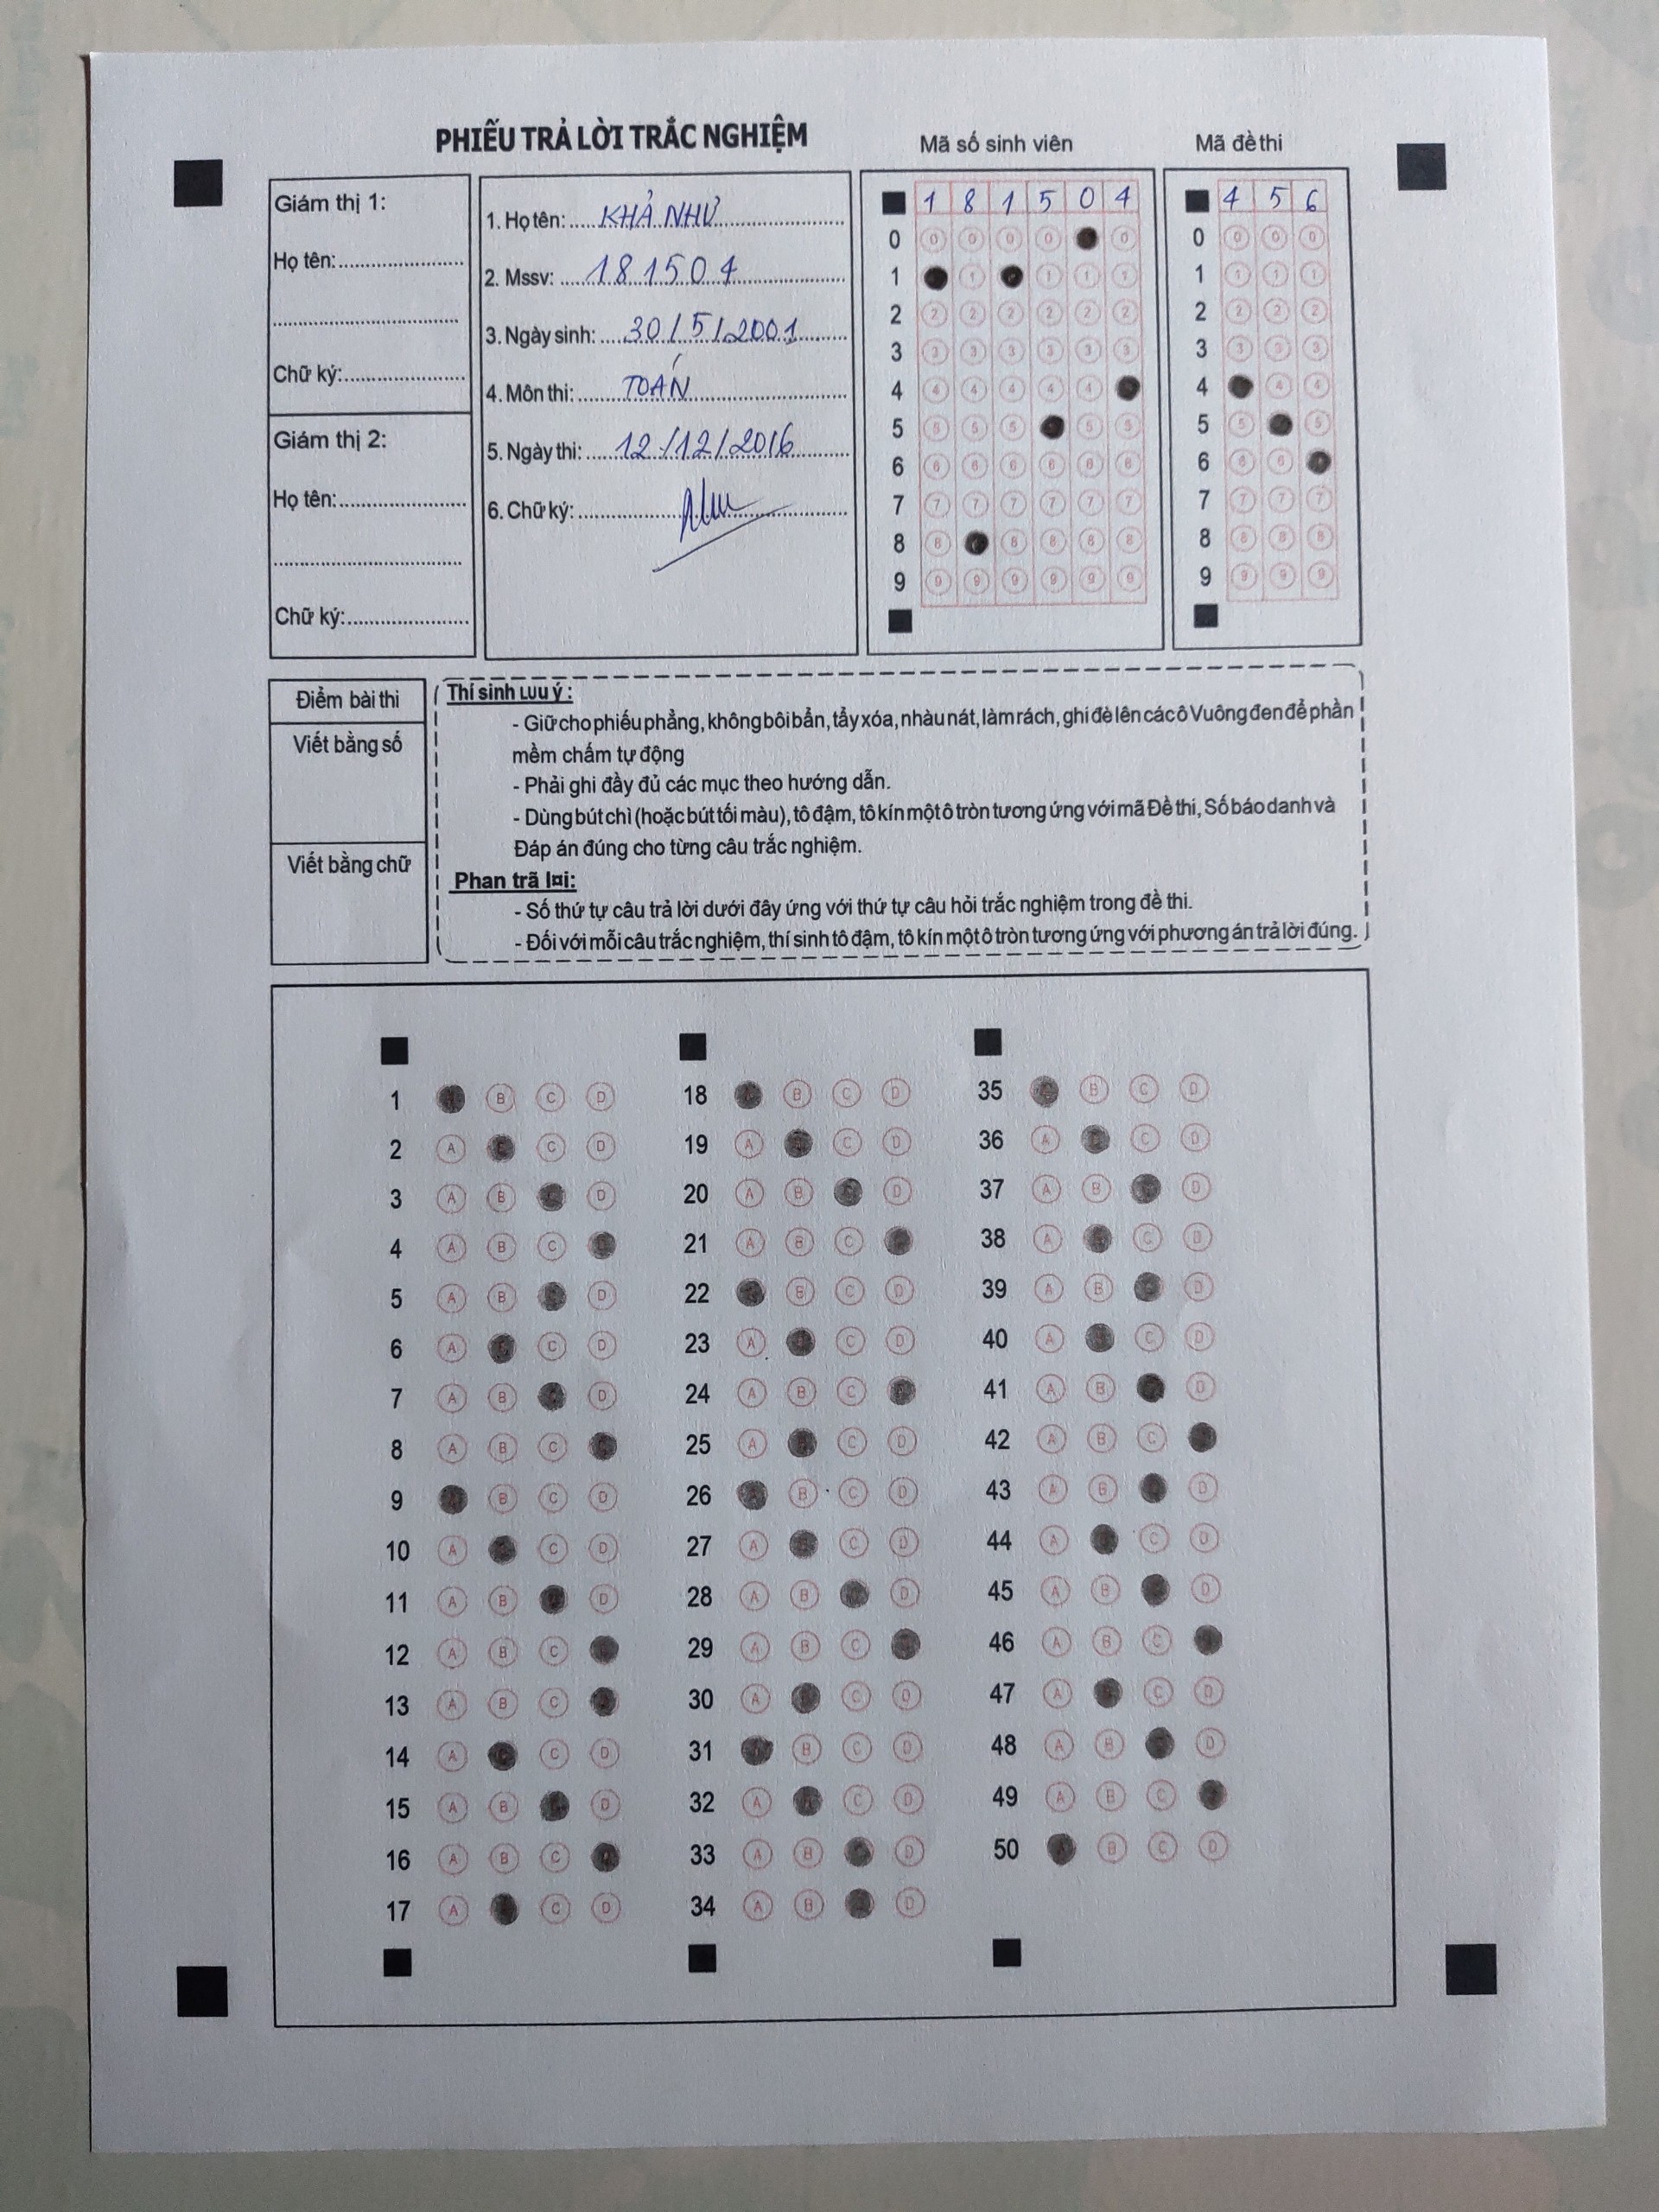 PHIẾU TRẢ LỜI TRẮC NGHIỆM
Mã số sinh viên
Mã đề thi
Giám thị 1:
Họ tên:
Chữ ký:
Giám thị 2:
Họ tên:
Chữ ký:
1. Họ tên: KHẢ NHƯ
2. Mssv: 181504
3. Ngày sinh: 30/5/2001
4. Môn thi: TOÁN
5. Ngày thi: 12/12/2016
6. Chữ ký:
1 8 1 5 0 4
0 0 0 0 0 0
1 1 1 1 1
2 2 2 2 2 2 2
3 3 3 3 3 3 3
4 4 4 4 4 4
5 5 5 5 5 5
6 6 6 6 6 6 6
7 7 7 7 7 7 7
8 8 8 8 8 8
9 9 9 9 9 9 9
4 5 6
0 0 0 0
1 1 1 1
2 2 2 2
3 3 3 3
4 4 4
5 5 5
6 6 6
7 7 7 7
8 8 8 8
9 9 9 9
Điểm bài thi
Viết bằng số
Viết bằng chữ
Thí sinh Lưu ý :
- Giữ cho phiếu phẳng, không bôi bẩn, tẩy xóa, nhàu nát, làm rách, ghi đè lên các ô Vuông đen để phần
mềm chấm tự động
- Phải ghi đầy đủ các mục theo hướng dẫn.
- Dùng bút chì (hoặc bút tối màu), tô đậm, tô kín một ô tròn tương ứng với mã Đề thi, Số báo danh và
Đáp án đúng cho từng câu trắc nghiệm.
Phan trã l¤i:
- Số thứ tự câu trả lời dưới đây ứng với thứ tự câu hỏi trắc nghiệm trong đề thi.
- Đối với mỗi câu trắc nghiệm, thí sinh tô đậm, tô kín một ô tròn tương ứng với phương án trả lời đúng.
1 B C D
2 A C D
3 A B D
4 A B C
5 A B D
6 A C D
7 A B D
8 A B C
9 B C D
10 A C D
11 A B D
12 A B C
13 A B C
14 A C D
15 A B D
16 A B C
17 A C D
18 B C D
19 A C D
20 A B D
21 A B C
22 B C D
23 A C D
24 A B C
25 A C D
26 B C D
27 A C D
28 A B D
29 A B C
30 A C D
31 B C D
32 A C D
33 A B D
34 A B D
35 B C D
36 A C D
37 A B D
38 A C D
39 A B D
40 A C D
41 A B D
42 A B C
43 A B D
44 A C D
45 A B D
46 A B C
47 A C D
48 A B D
49 A B C
50 B C D